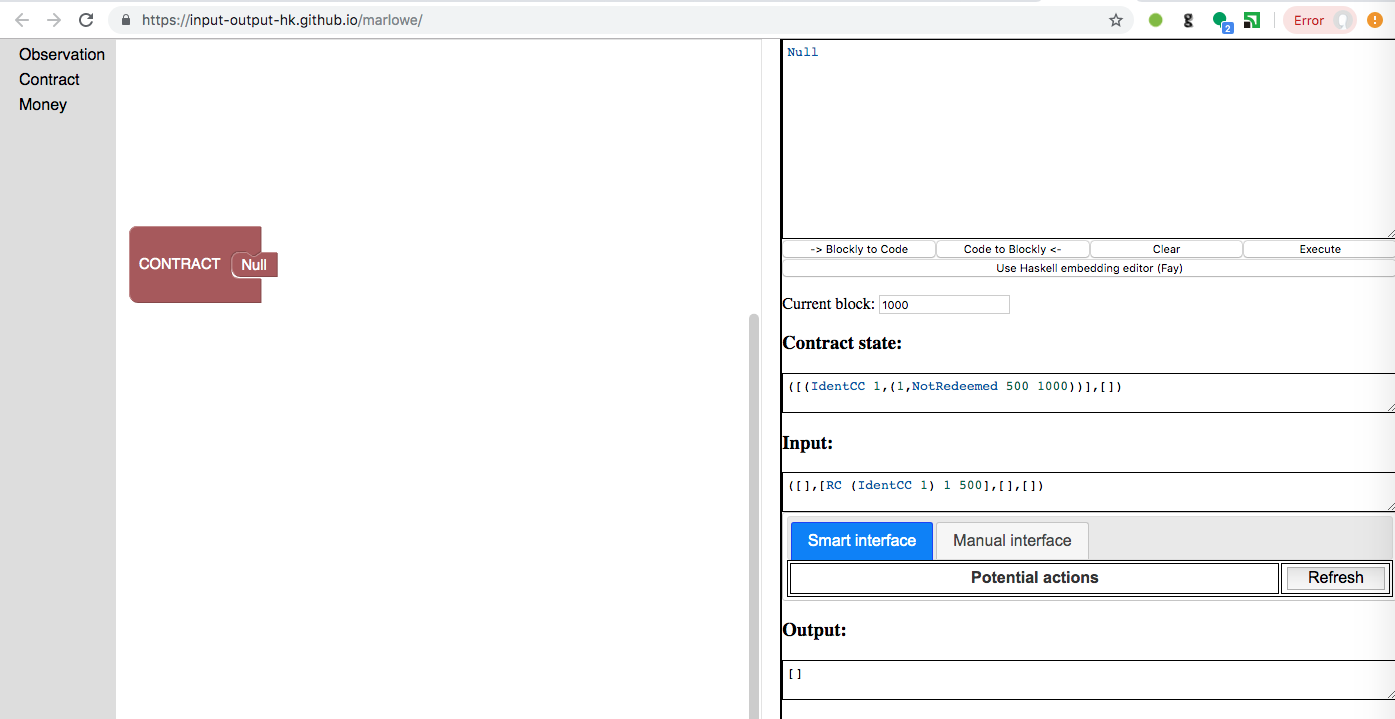 https://input-output-hk.github.io/marlowe/
g
2
Error
Observation
Contract
Money
CONTRACT Null
Null
-> Blockly to Code Code to Blockly <- Clear Execute
Use Haskell embedding editor (Fay)
Current block: 1000
Contract state:
([(IdentCC 1,(1,NotRedeemed 500 1000))],[])
Input:
([],[RC (IdentCC 1) 1 500],[],[])
Smart interface Manual interface
Potential actions Refresh
Output:
[]